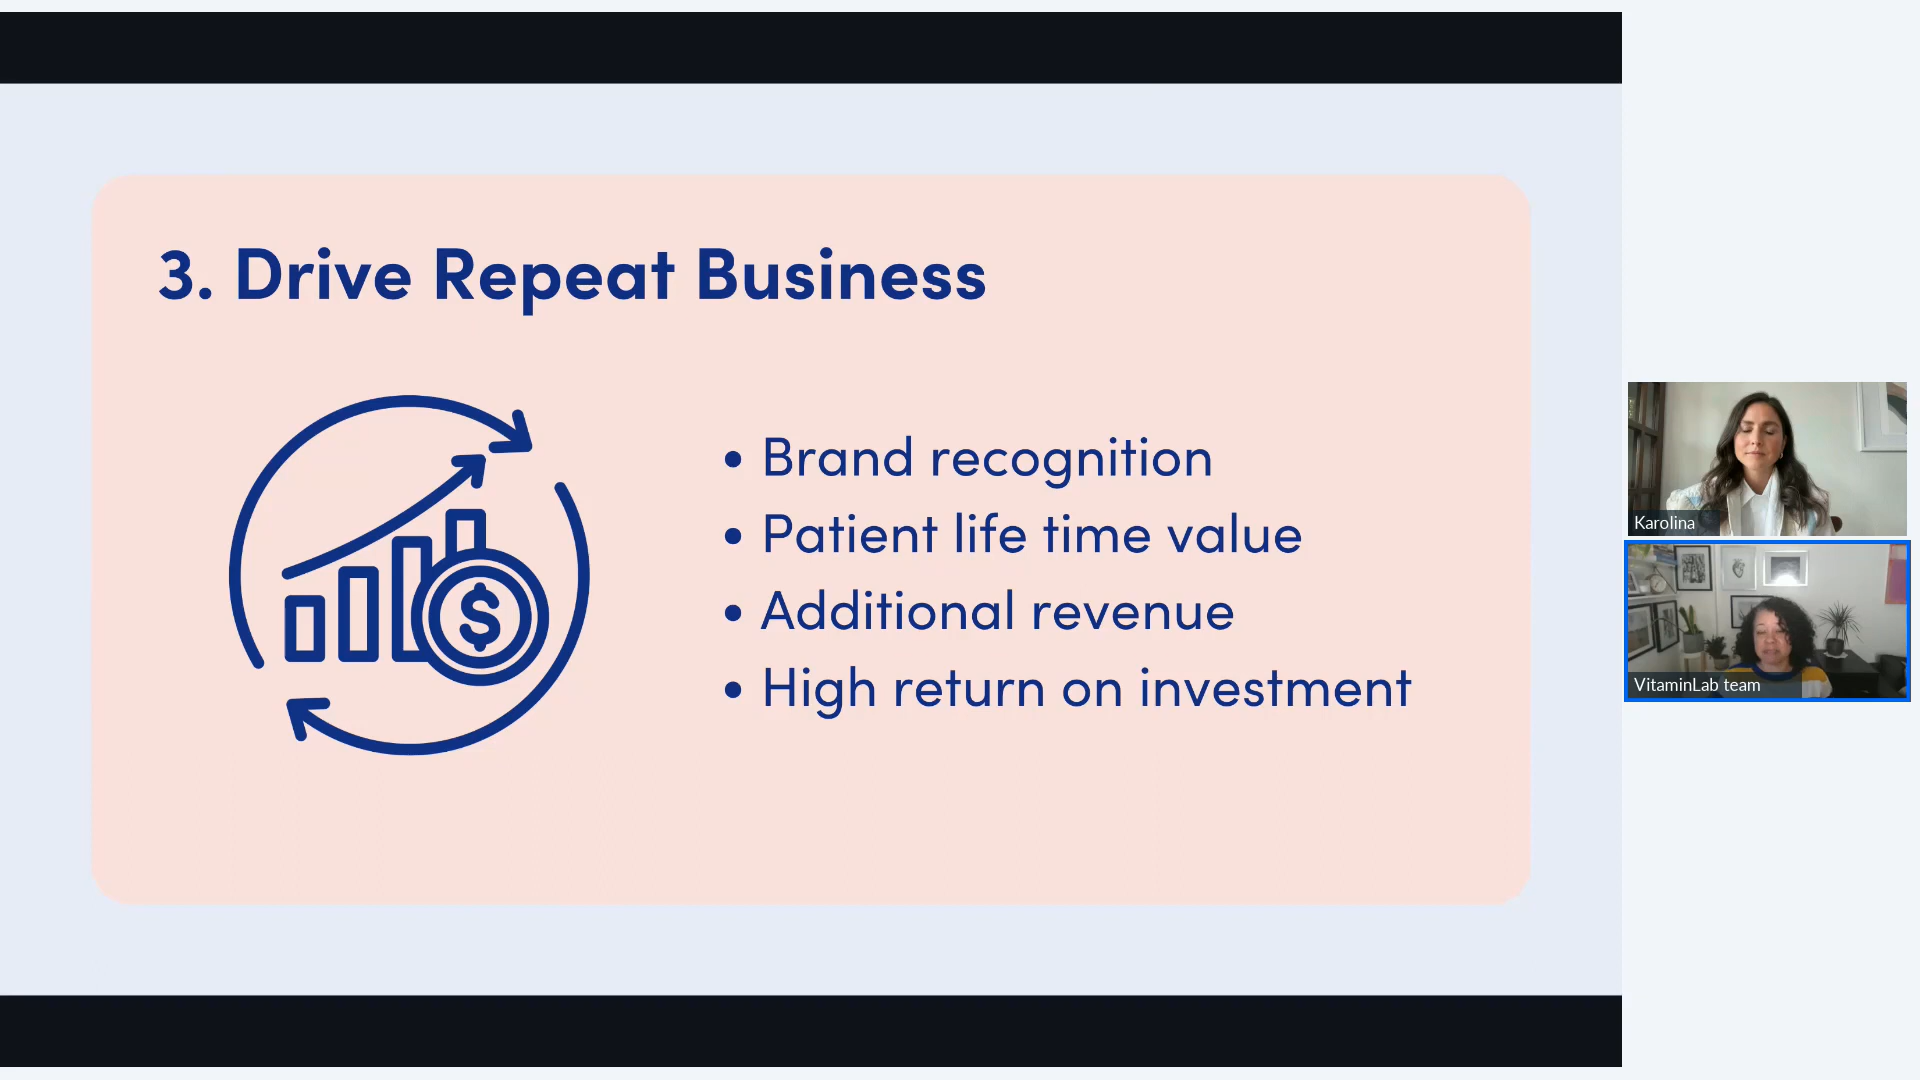 3. Drive Repeat Business
$
• Brand recognition
• Patient life time value
• Additional revenue
• High return on investment
Karolina
VitaminLab team